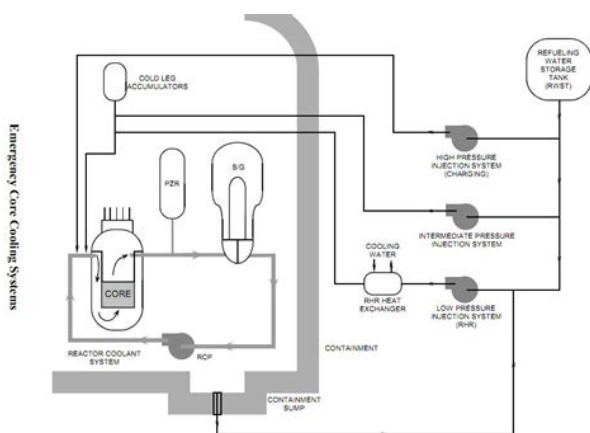 Emergency Core Cooling Systems
COLD LEG
ACCUMULATORS
PZR
S/G
CORE
REACTOR COOLANT
SYSTEM
RCP
CONTAINMENT
CONTAINMENT
SUMP
COOLING
WATER
RHR HEAT
EXCHANGER
REFUELING
WATER
STORAGE
TANK
(RWST)
HIGH PRESSURE
INJECTION SYSTEM
(CHARGING)
INTERMEDIATE PRESSURE
INJECTION SYSTEM
LOW PRESSURE
INJECTION SYSTEM
(RHR)